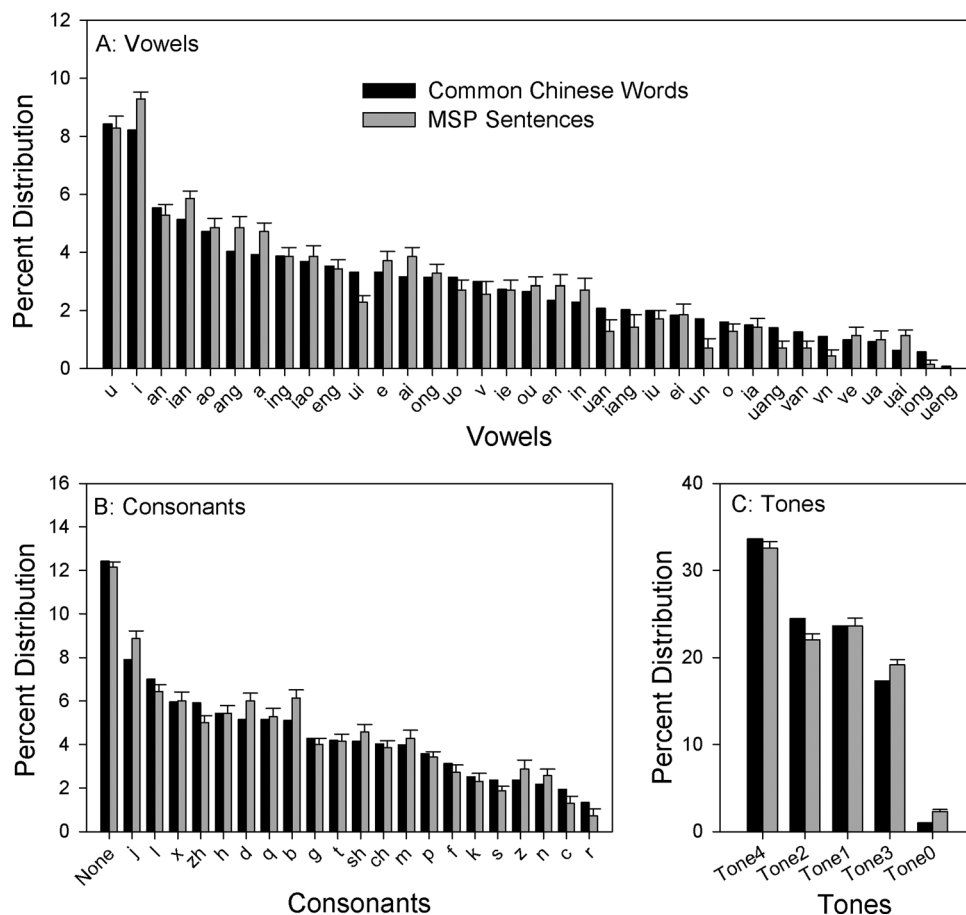 12
10
8
6
4
2
0
Percent Distribution
A: Vowels
Common Chinese Words
MSP Sentences
u i an ian ao ang a ing iao eng ui e ai ong uo v ie ou en in uan iang iu ei un o ia uang van vn ve ua uai iong ueng
Vowels
16
14
12
10
8
6
4
2
0
Percent Distribution
B: Consonants
None j l x zh h d q b g t sh ch m p f k s z n c r
Consonants
40
30
20
10
0
Percent Distribution
C: Tones
Tone4 Tone2 Tone1 Tone3 Tone0
Tones